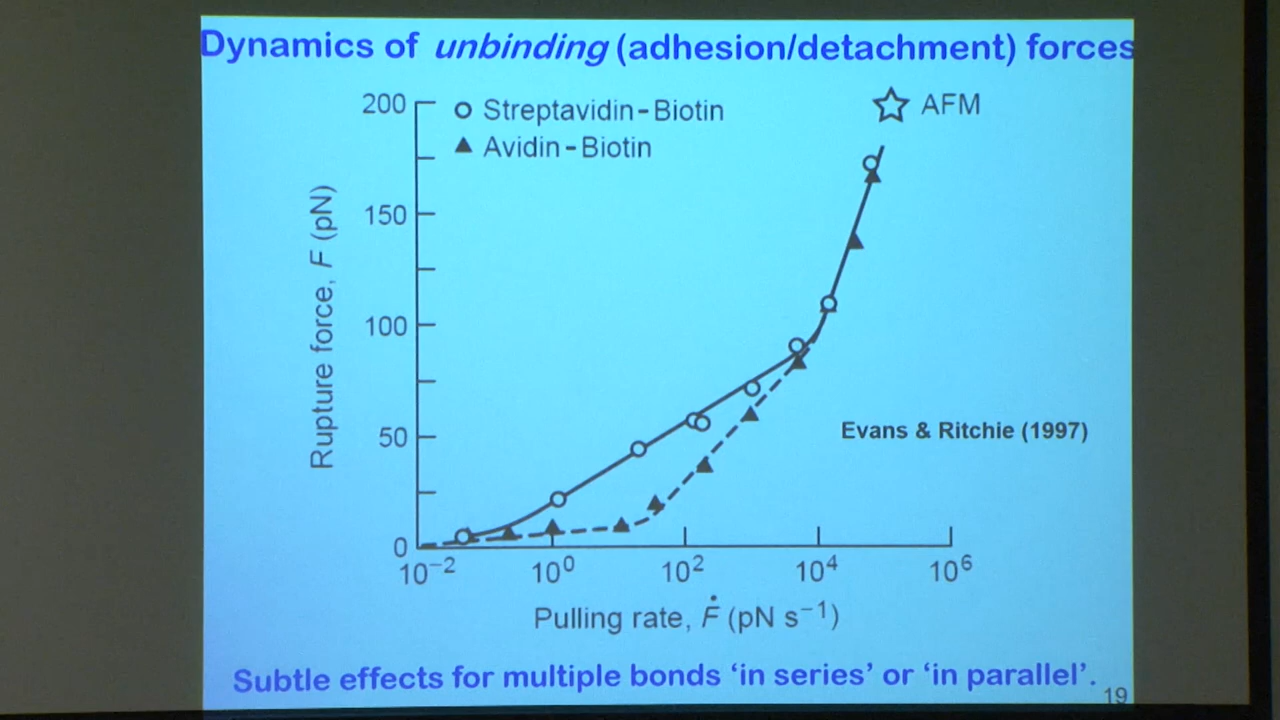 Dynamics of unbinding (adhesion/detachment) forces
200
Streptavidin-Biotin
AFM
Avidin-Biotin
150
Rupture force, F (pN)
100
50
Evans & Ritchie (1997)
0
10⁻² 10⁰ 10² 10⁴ 10⁶
Pulling rate, Ḟ (pN s⁻¹)
Subtle effects for multiple bonds ‘in series’ or ‘in parallel’.
19